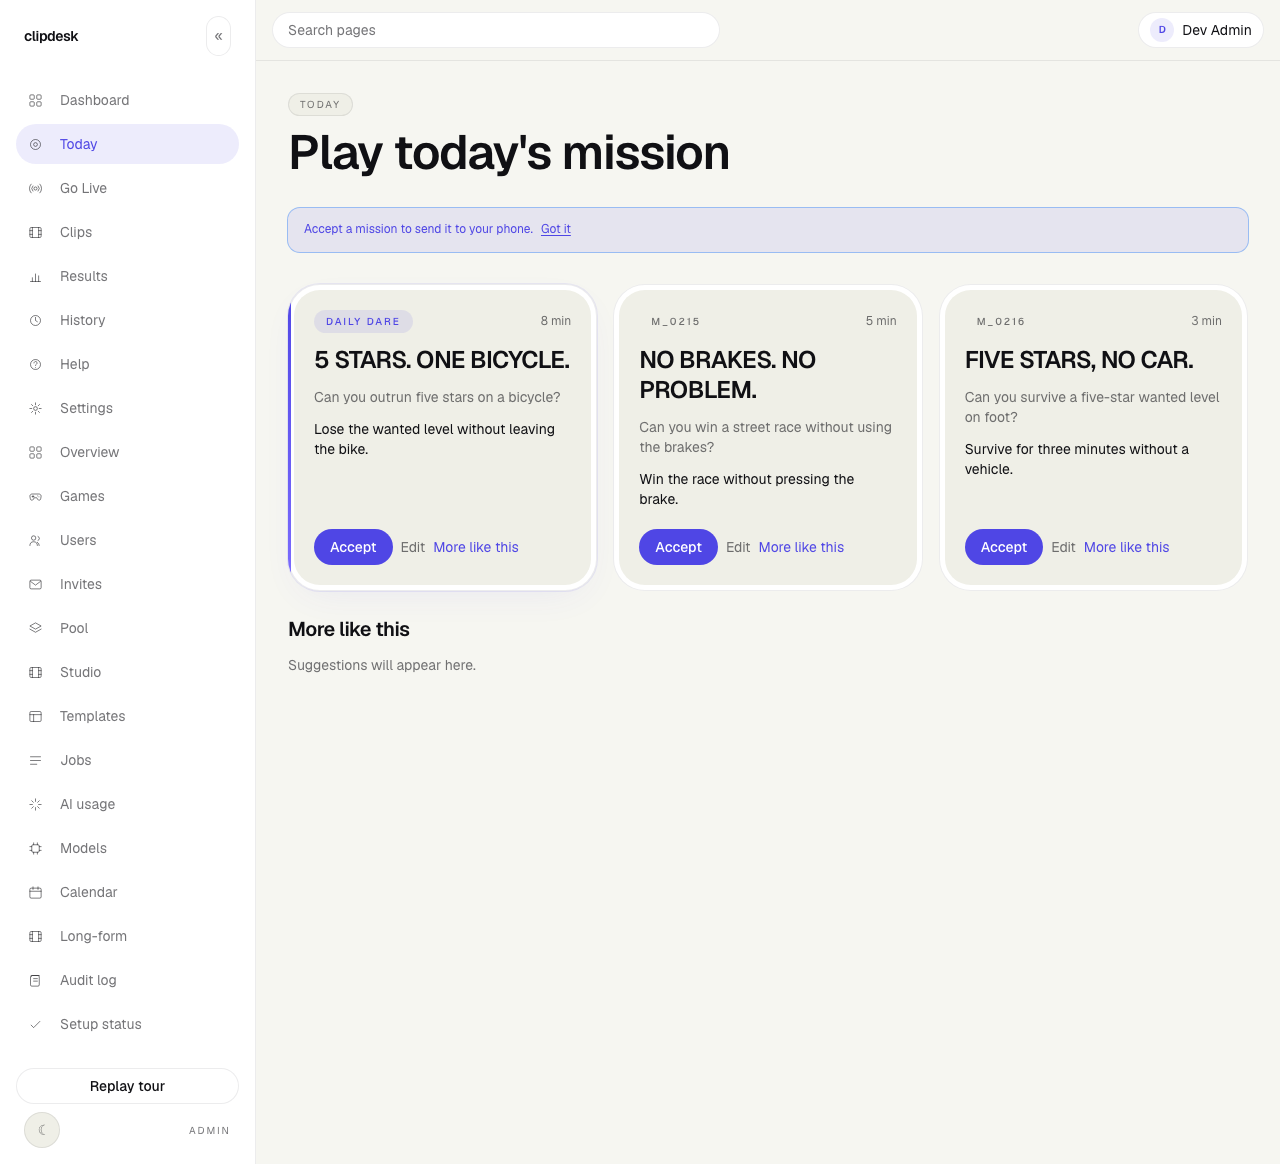 clipdesk
«
Search pages
D
Dev Admin
Dashboard
Today
Go Live
Clips
Results
History
Help
Settings
Overview
Games
Users
Invites
Pool
Studio
Templates
Jobs
AI usage
Models
Calendar
Long-form
Audit log
Setup status
Replay tour
ADMIN
TODAY
Play today's mission
Accept a mission to send it to your phone. Got it
DAILY DARE
8 min
5 STARS. ONE BICYCLE.
Can you outrun five stars on a bicycle?
Lose the wanted level without leaving
the bike.
Accept Edit More like this
M_0215
5 min
NO BRAKES. NO
PROBLEM.
Can you win a street race without using
the brakes?
Win the race without pressing the
brake.
Accept Edit More like this
M_0216
3 min
FIVE STARS, NO CAR.
Can you survive a five-star wanted level
on foot?
Survive for three minutes without a
vehicle.
Accept Edit More like this
More like this
Suggestions will appear here.